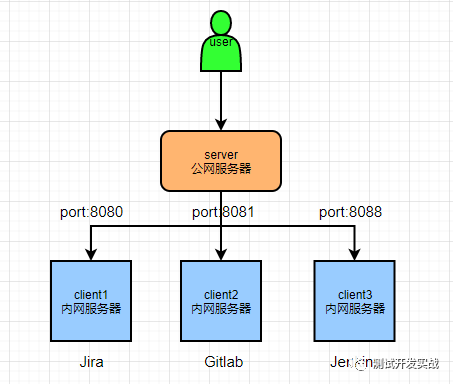 user
server
公网服务器
port:8080
port:8081
port:8088
client1
内网服务器
client2
内网服务器
client3
内网服务器
Jira
Gitlab
测试开发实战